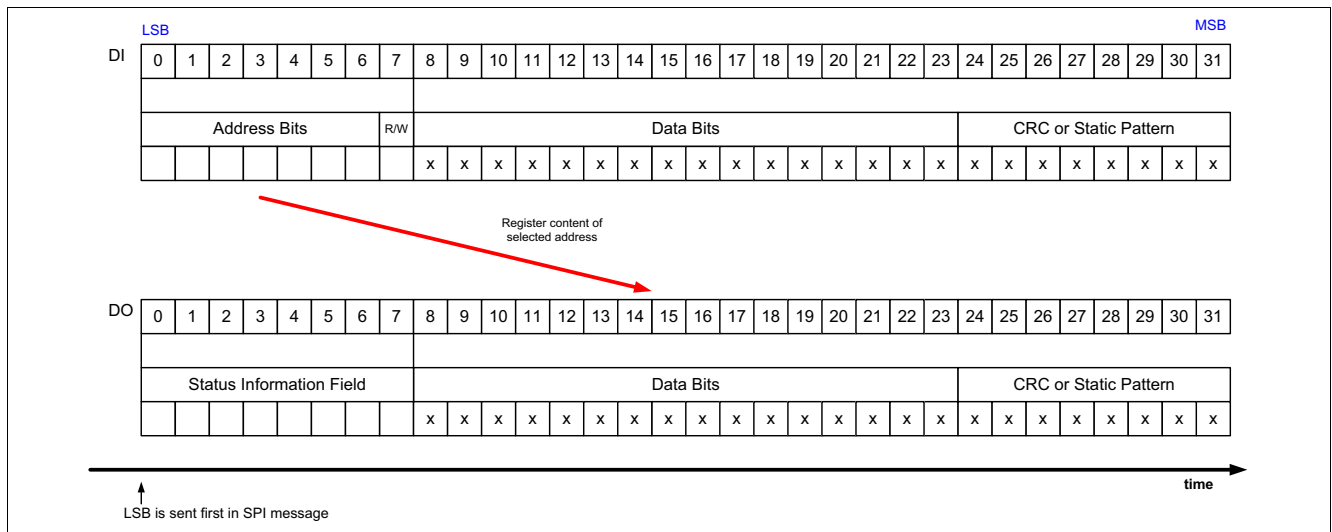 LSB MSB
DI 0 1 2 3 4 5 6 7 8 9 10 11 12 13 14 15 16 17 18 19 20 21 22 23 24 25 26 27 28 29 30 31
Address Bits R/W Data Bits CRC or Static Pattern
x x x x x x x x x x x x x x x x x x x x x x x x
Register content of
selected address
DO 0 1 2 3 4 5 6 7 8 9 10 11 12 13 14 15 16 17 18 19 20 21 22 23 24 25 26 27 28 29 30 31
Status Information Field Data Bits CRC or Static Pattern
x x x x x x x x x x x x x x x x x x x x x x x x
time
LSB is sent first in SPI message